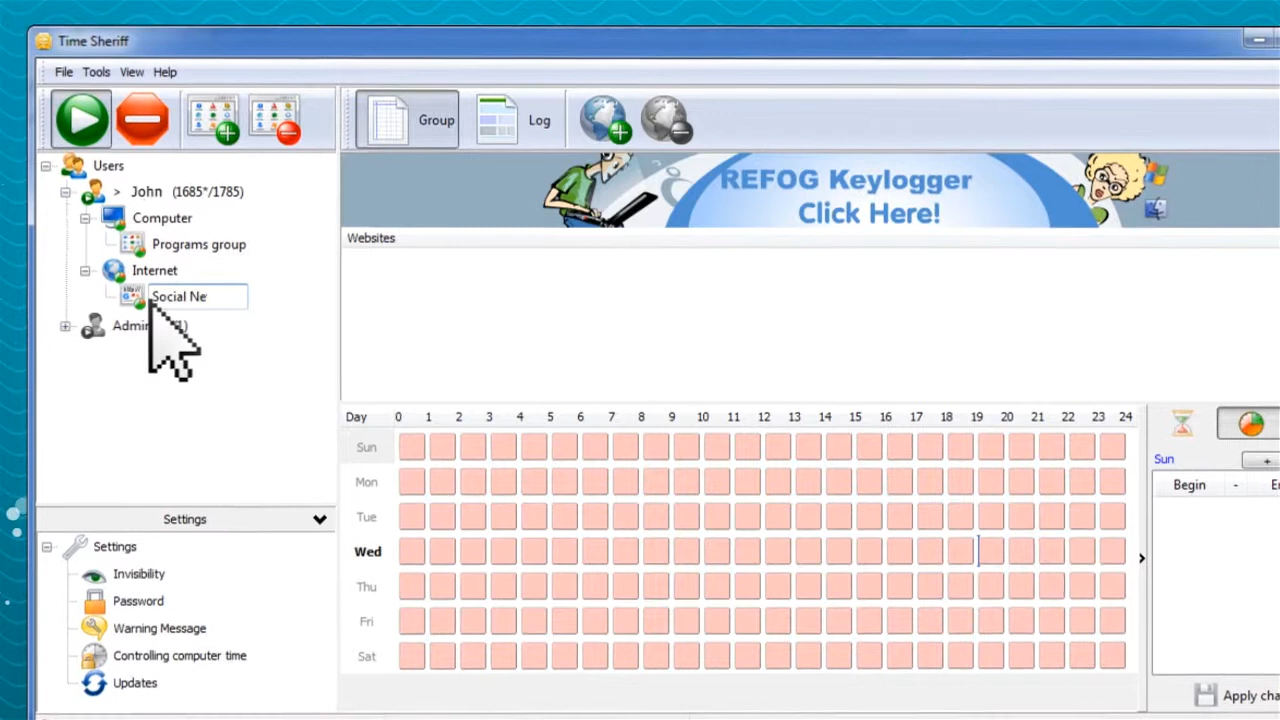 Time Sheriff
File Tools View Help
Group
Log
Users
> John (1685*/1785)
Computer
Programs group
Internet
Social Ne
REFOG Keylogger
Click Here!
Websites
Day 0 1 2 3 4 5 6 7 8 9 10 11 12 13 14 15 16 17 18 19 20 21 22 23 24
Sun
Mon
Tue
Wed
Thu
Fri
Sat
Sun
+
Begin -
Apply
Settings
Settings
Invisibility
Password
Warning Message
Controlling computer time
Updates